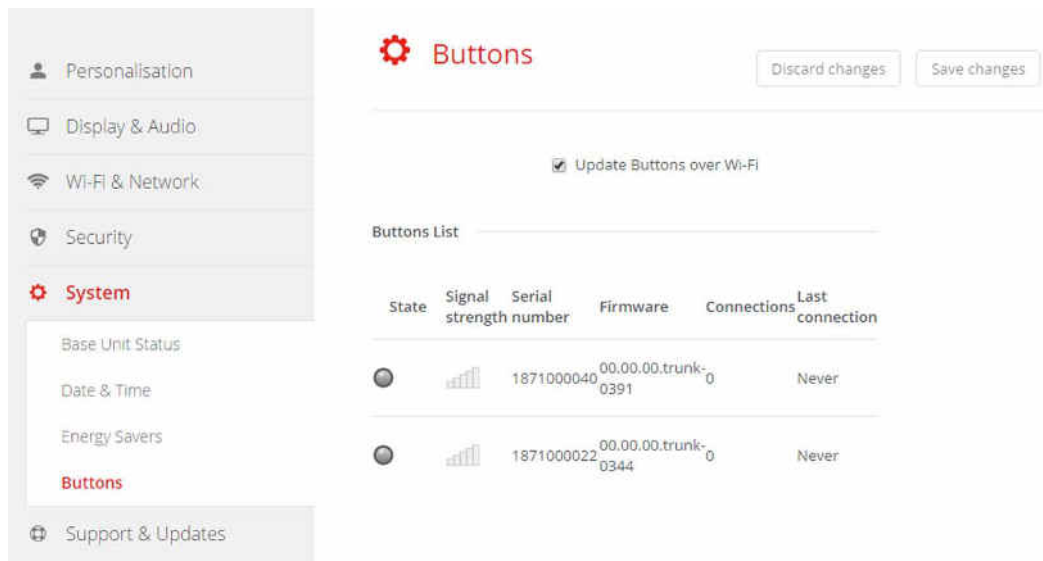 Personalisation
Display & Audio
Wi-Fi & Network
Security
System
Base Unit Status
Date & Time
Energy Savers
Buttons
Support & Updates
Buttons
Discard changes
Save changes
Update Buttons over Wi-Fi
Buttons List
State Signal strength Serial number Firmware Connections Last connection
1871000040 00.00.00.trunk-0391 0 Never
1871000022 00.00.00.trunk-0344 0 Never